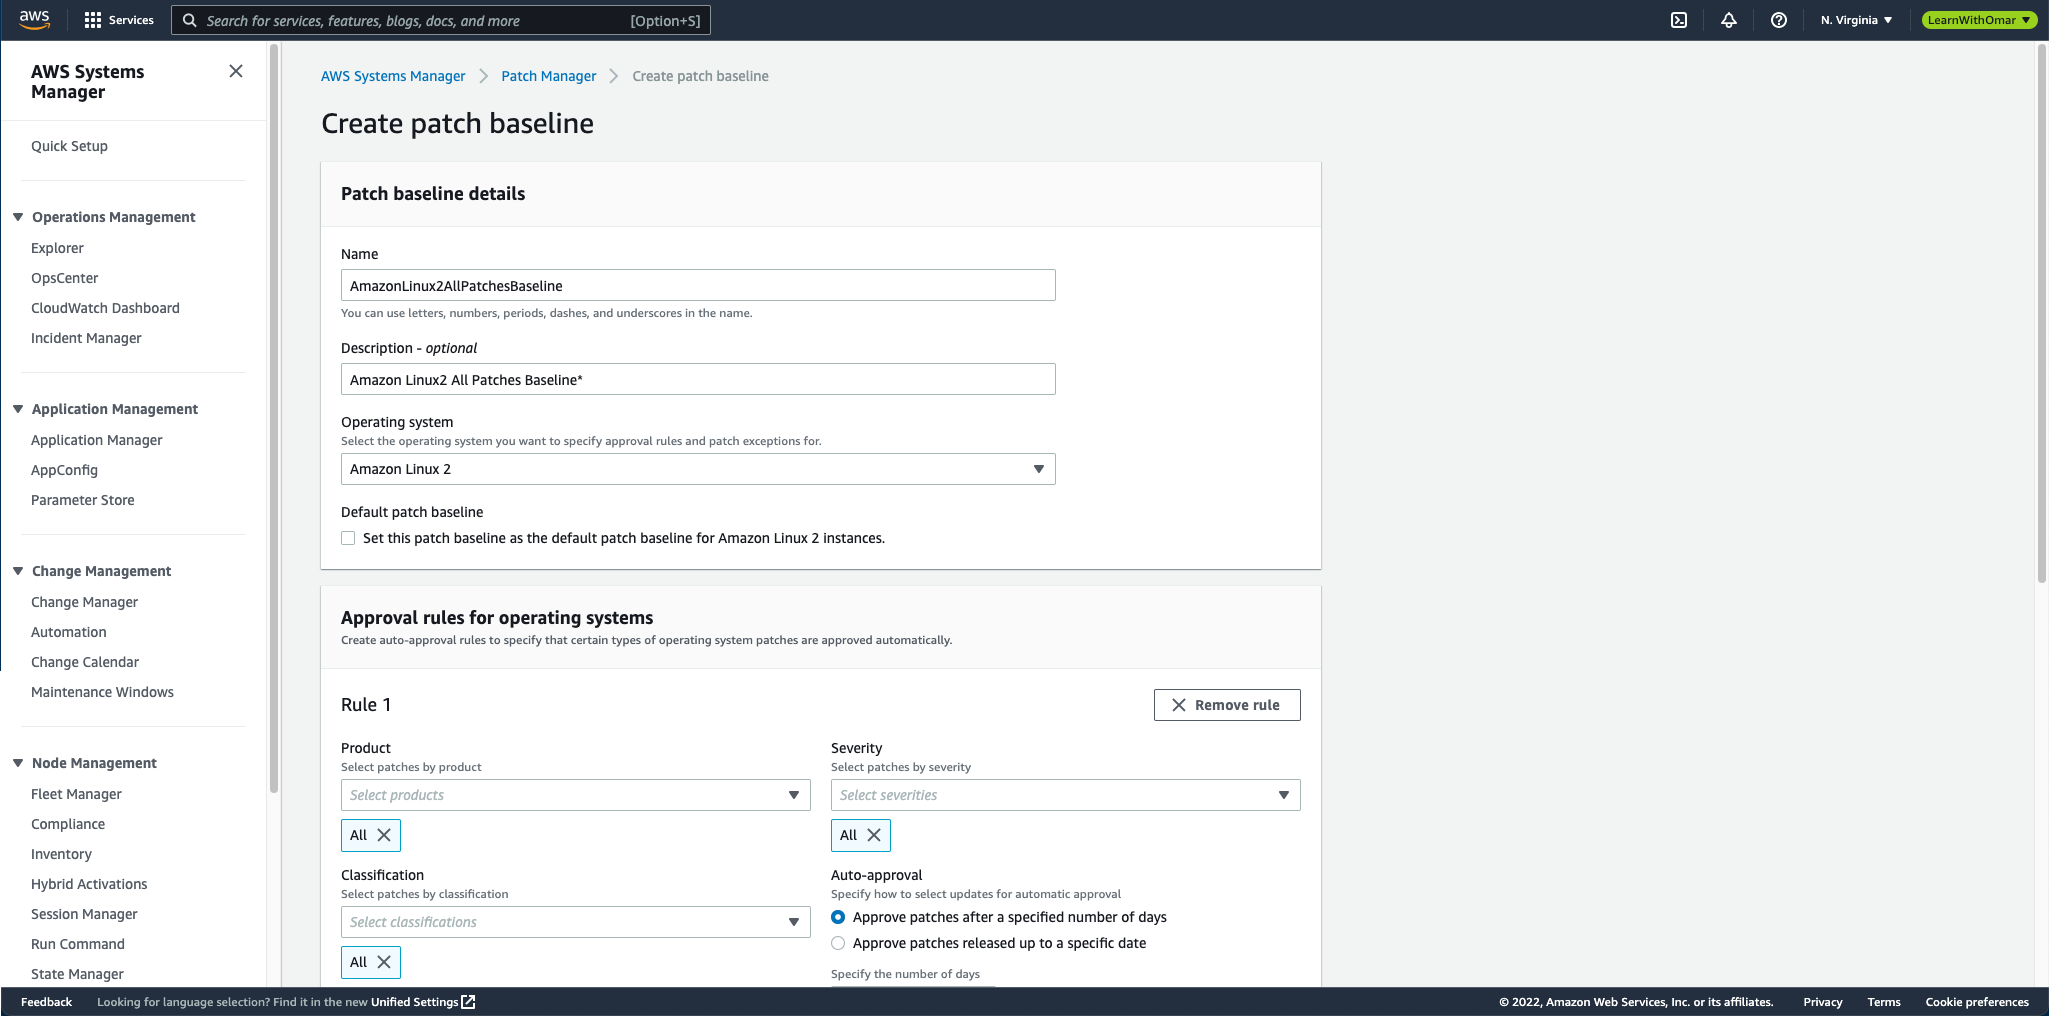 aws
Services
Search for services, features, blogs, docs, and more
[Option+S]
N. Virginia
LearnWithOmar
AWS Systems
Manager
Quick Setup
Operations Management
Explorer
OpsCenter
CloudWatch Dashboard
Incident Manager
Application Management
Application Manager
AppConfig
Parameter Store
Change Management
Change Manager
Automation
Change Calendar
Maintenance Windows
Node Management
Fleet Manager
Compliance
Inventory
Hybrid Activations
Session Manager
Run Command
State Manager
AWS Systems Manager
Patch Manager
Create patch baseline
Create patch baseline
Patch baseline details
Name
AmazonLinux2AllPatchesBaseline
You can use letters, numbers, periods, dashes, and underscores in the name.
Description - optional
Amazon Linux2 All Patches Baseline*
Operating system
Select the operating system you want to specify approval rules and patch exceptions for.
Amazon Linux 2
Default patch baseline
Set this patch baseline as the default patch baseline for Amazon Linux 2 instances.
Approval rules for operating systems
Create auto-approval rules to specify that certain types of operating system patches are approved automatically.
Rule 1
Remove rule
Product
Select patches by product
Select products
All
Severity
Select patches by severity
Select severities
All
Classification
Select patches by classification
Select classifications
All
Auto-approval
Specify how to select updates for automatic approval
Approve patches after a specified number of days
Approve patches released up to a specific date
Specify the number of days
Feedback
Looking for language selection? Find it in the new Unified Settings
© 2022, Amazon Web Services, Inc. or its affiliates.
Privacy
Terms
Cookie preferences